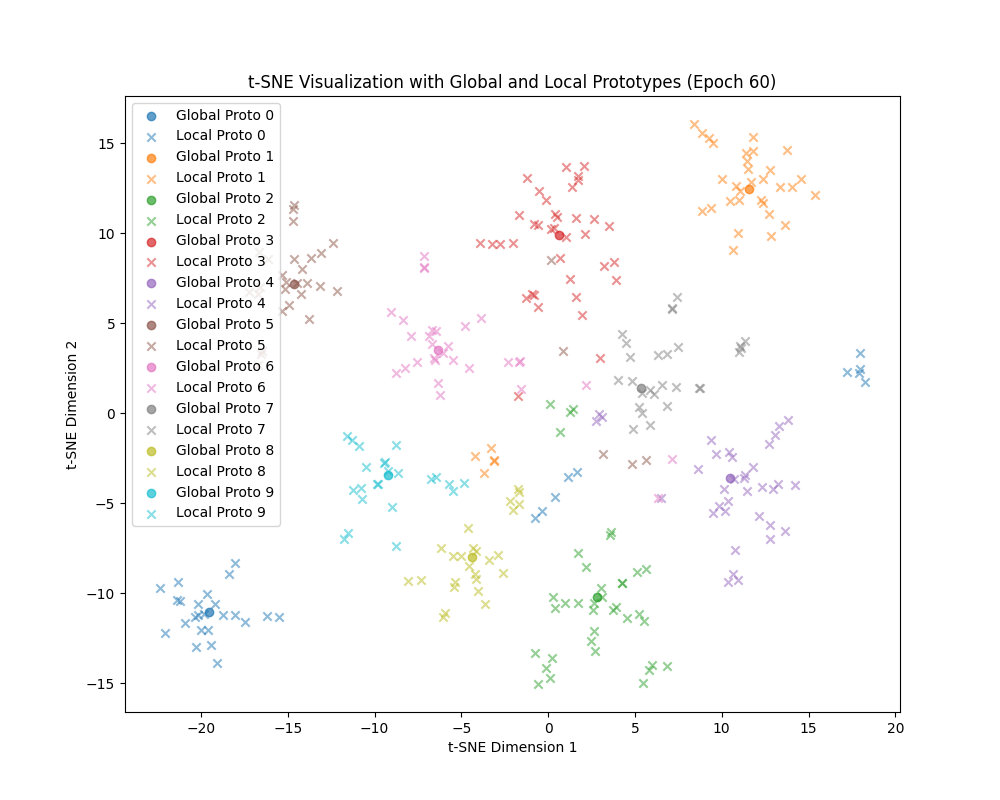 t-SNE Visualization with Global and Local Prototypes (Epoch 60)
Global Proto 0
Local Proto 0
Global Proto 1
Local Proto 1
Global Proto 2
Local Proto 2
Global Proto 3
Local Proto 3
Global Proto 4
Local Proto 4
Global Proto 5
Local Proto 5
Global Proto 6
Local Proto 6
Global Proto 7
Local Proto 7
Global Proto 8
Local Proto 8
Global Proto 9
Local Proto 9
15
10
5
0
−5
−10
−15
t-SNE Dimension 2
−20 −15 −10 −5 0 5 10 15 20
t-SNE Dimension 1